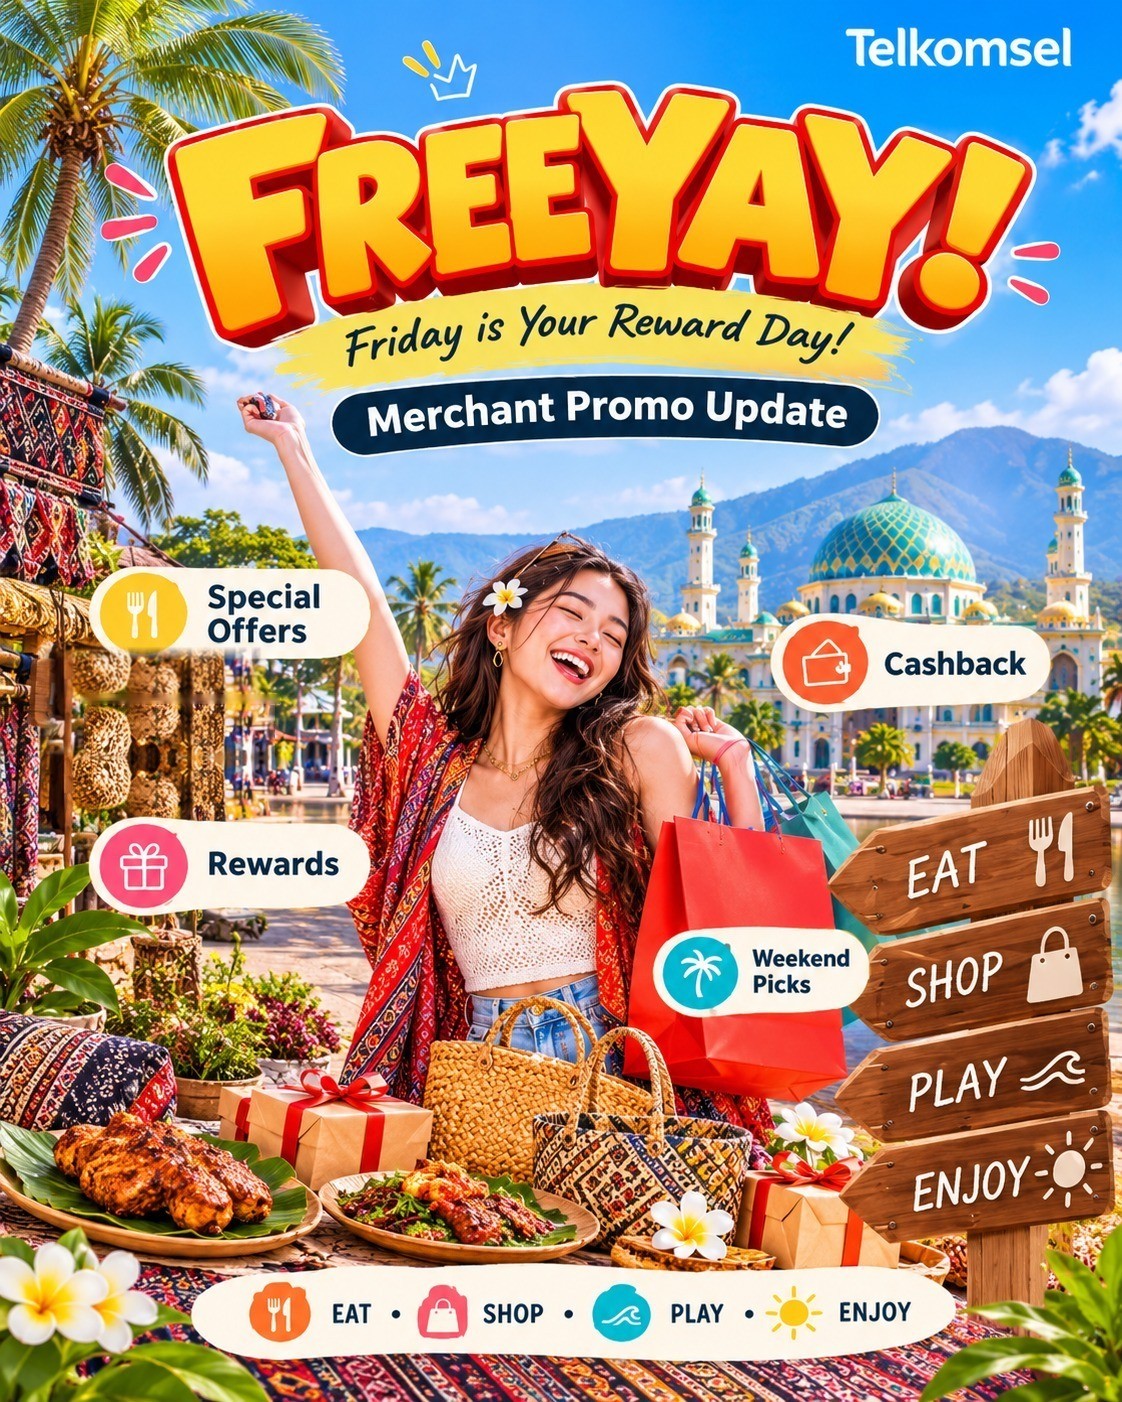 Telkomsel
FREEYAY!
Friday is Your Reward Day!
Merchant Promo Update
Special
Offers
Cashback
Rewards
Weekend
Picks
EAT
SHOP
PLAY
ENJOY
EAT • SHOP • PLAY • ENJOY